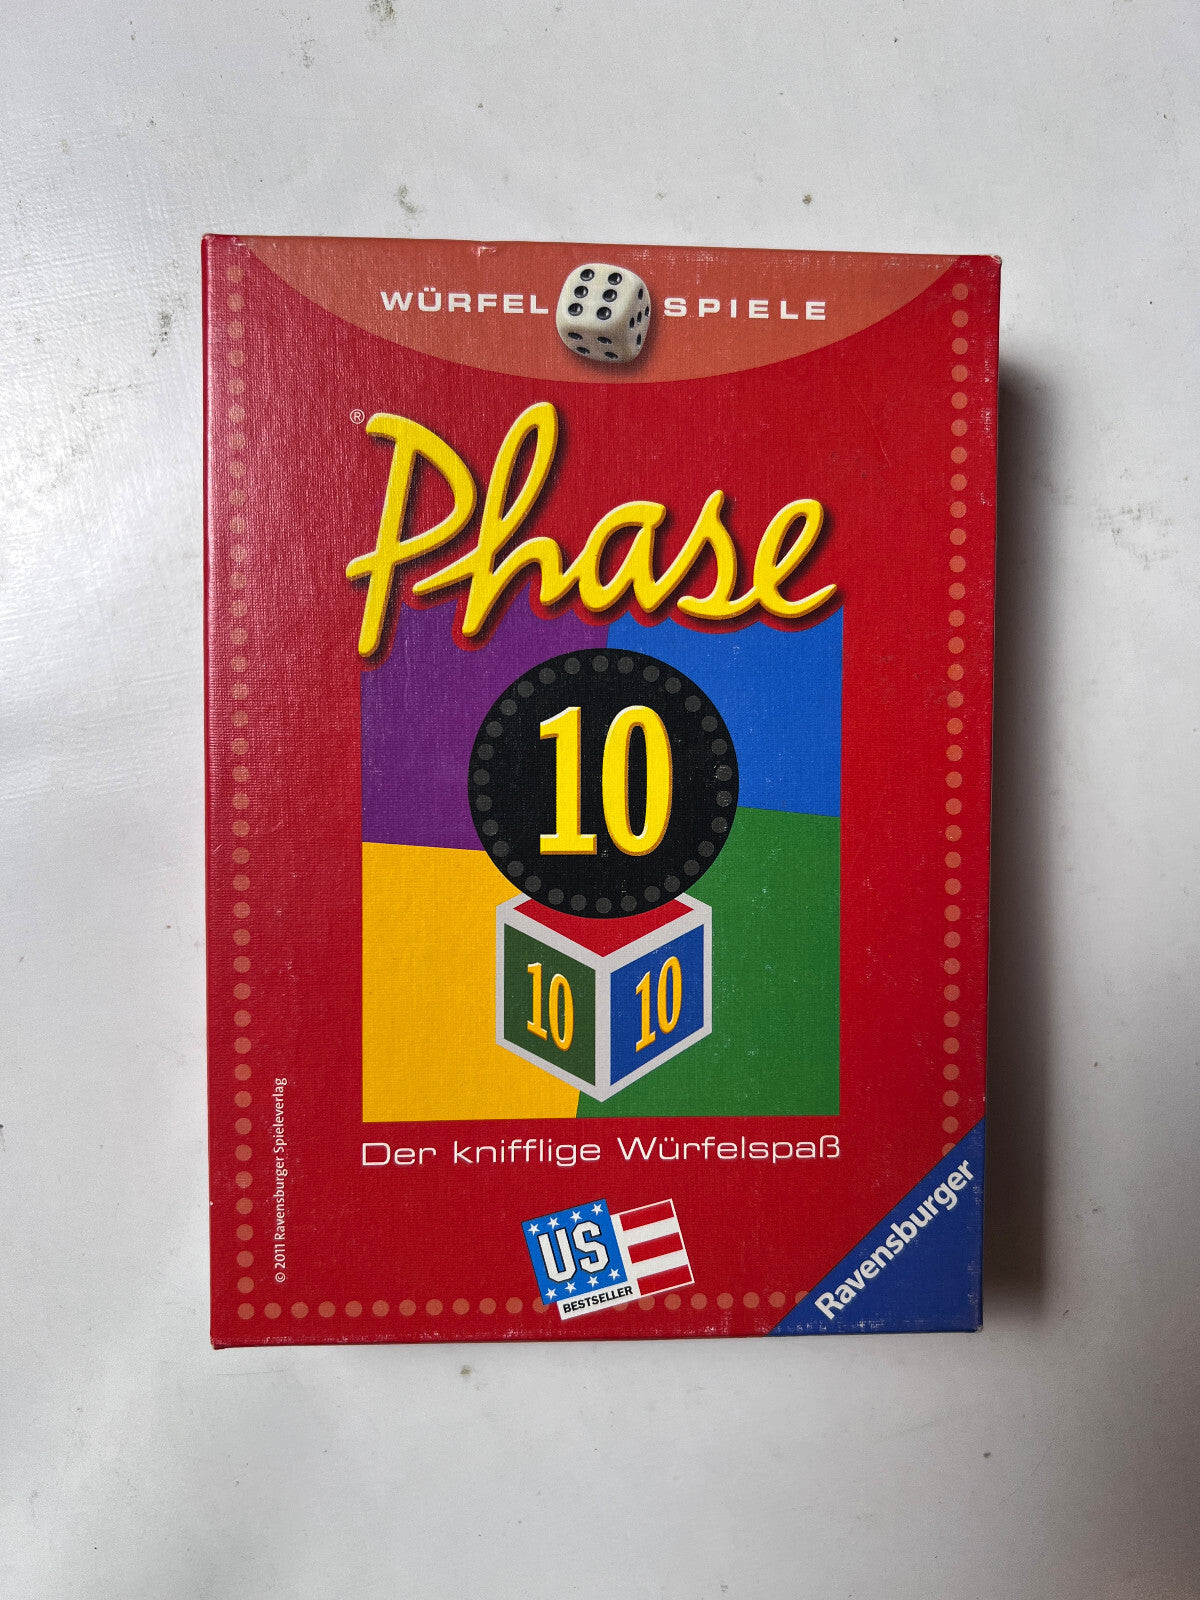 WÜRFEL SPIELE
®
Phase
10
10 10
Der knifflige Würfelspaß
© 2011 Ravensburger Spieleverlag
US
BESTSELLER
Ravensburger